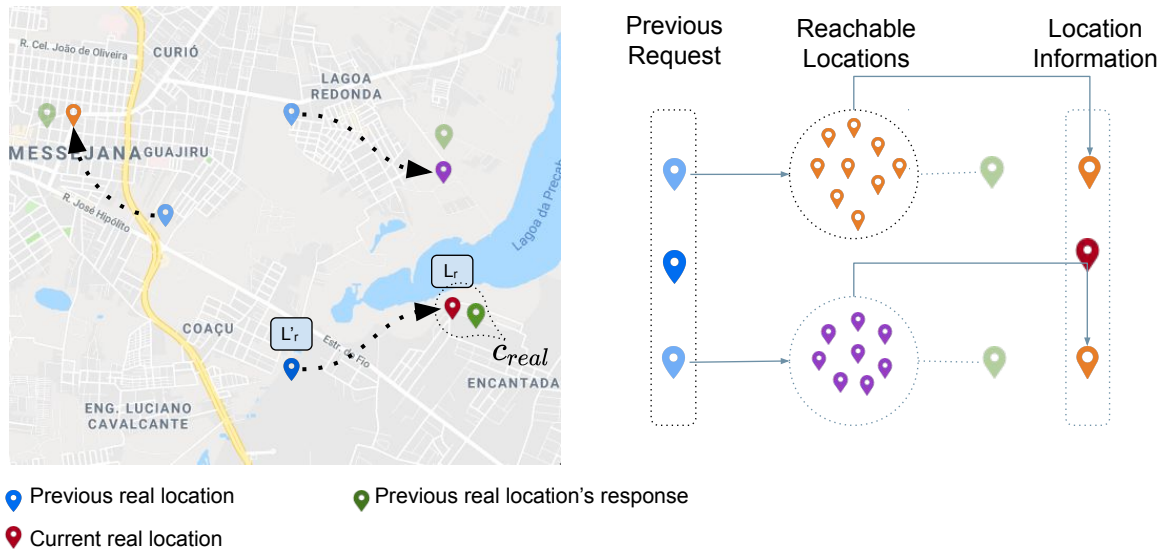 R. Cel. João de Oliveira
CURIÓ
LAGOA
REDONDA
MESSEJANA
GUAJIRU
R. José Hipólito
Lagoa da Precab
Lr
L'r
COAÇU
Estr. do Fio
creal
ENCANTADA
ENG. LUCIANO
CAVALCANTE
Previous
Request
Reachable
Locations
Location
Information
Previous real location
Previous real location's response
Current real location